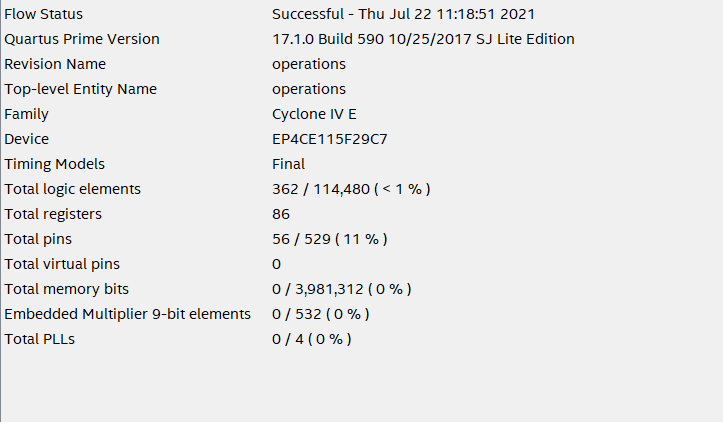 Flow Status Successful - Thu Jul 22 11:18:51 2021
Quartus Prime Version 17.1.0 Build 590 10/25/2017 SJ Lite Edition
Revision Name operations
Top-level Entity Name operations
Family Cyclone IV E
Device EP4CE115F29C7
Timing Models Final
Total logic elements 362 / 114,480 ( < 1 % )
Total registers 86
Total pins 56 / 529 ( 11 % )
Total virtual pins 0
Total memory bits 0 / 3,981,312 ( 0 % )
Embedded Multiplier 9-bit elements 0 / 532 ( 0 % )
Total PLLs 0 / 4 ( 0 % )